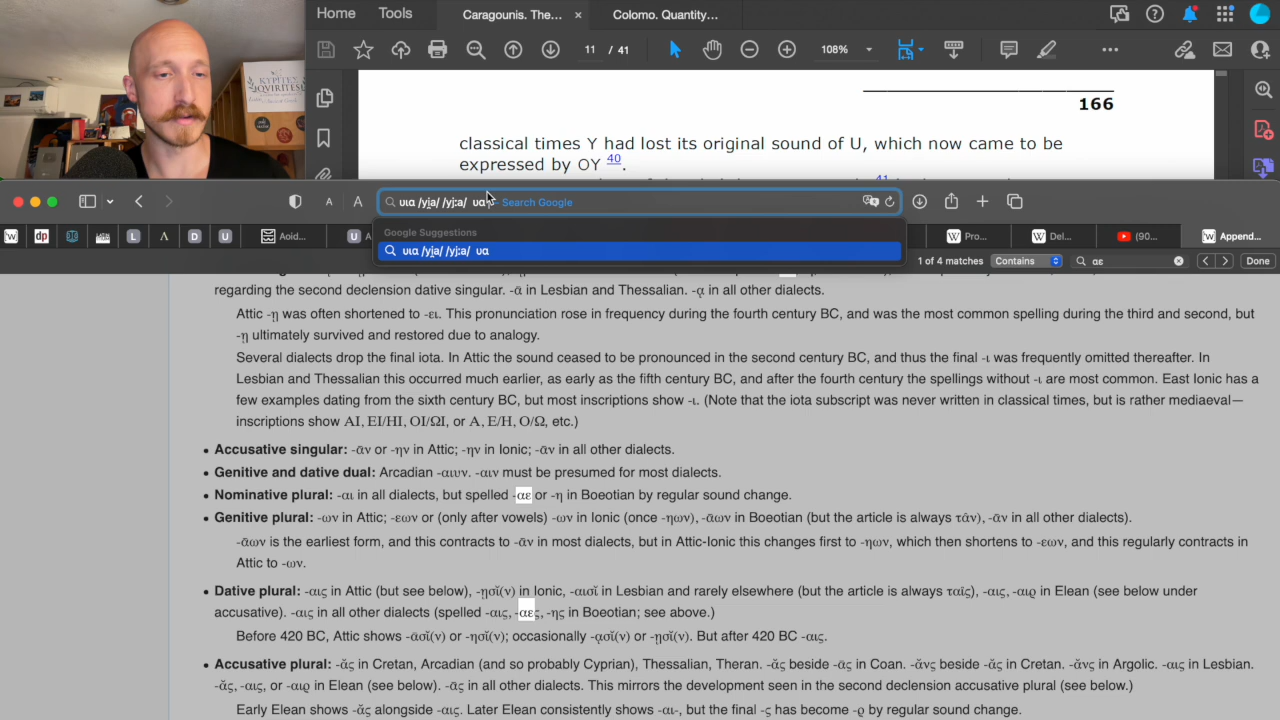 Home Tools Caragounis. The... × Colomo. Quantity...
11 / 41 108%
166
classical times Y had lost its original sound of U, which now came to be
expressed by OY 40.
41
υια /yi̯a/ /yj:a/ υα — Search Google
Google Suggestions
υια /yi̯a/ /yj:a/ υα
W dp L Λ D U Aoid... U A W Pro... W Del... (90... W Append...
1 of 4 matches Contains αε Done
regarding the second declension dative singular. -ᾱ in Lesbian and Thessalian. -ᾳ in all other dialects.
Attic -ῃ was often shortened to -ει. This pronunciation rose in frequency during the fourth century BC, and was the most common spelling during the third and second, but
-ῃ ultimately survived and restored due to analogy.
Several dialects drop the final iota. In Attic the sound ceased to be pronounced in the second century BC, and thus the final -ι was frequently omitted thereafter. In
Lesbian and Thessalian this occurred much earlier, as early as the fifth century BC, and after the fourth century the spellings without -ι are most common. East Ionic has a
few examples dating from the sixth century BC, but most inscriptions show -ι. (Note that the iota subscript was never written in classical times, but is rather mediaeval—
inscriptions show ΑΙ, ΕΙ/ΗΙ, ΟΙ/ΩΙ, or Α, Ε/Η, Ο/Ω, etc.)
• Accusative singular: -ᾱν or -ην in Attic; -ην in Ionic; -ᾱν in all other dialects.
• Genitive and dative dual: Arcadian -αιυν. -αιν must be presumed for most dialects.
• Nominative plural: -αι in all dialects, but spelled -αε or -η in Boeotian by regular sound change.
• Genitive plural: -ων in Attic; -εων or (only after vowels) -ων in Ionic (once -ηων), -ᾱων in Boeotian (but the article is always τᾶν), -ᾱν in all other dialects).
-ᾱων is the earliest form, and this contracts to -ᾱν in most dialects, but in Attic-Ionic this changes first to -ηων, which then shortens to -εων, and this regularly contracts in
Attic to -ων.
• Dative plural: -αις in Attic (but see below), -ῃσῐ(ν) in Ionic, -αισῐ in Lesbian and rarely elsewhere (but the article is always ταῖς), -αις, -αιρ in Elean (see below under
accusative). -αις in all other dialects (spelled -αις, -αες, -ης in Boeotian; see above.)
Before 420 BC, Attic shows -ᾱσῐ(ν) or -ησῐ(ν); occasionally -ᾳσῐ(ν) or -ῃσῐ(ν). But after 420 BC -αις.
• Accusative plural: -ᾰς in Cretan, Arcadian (and so probably Cyprian), Thessalian, Theran. -ᾰς beside -ᾱς in Coan. -ᾰνς beside -ᾰς in Cretan. -ᾰνς in Argolic. -αις in Lesbian.
-ᾰς, -αις, or -αιρ in Elean (see below). -ᾱς in all other dialects. This mirrors the development seen in the second declension accusative plural (see below.)
Early Elean shows -ᾰς alongside -αις. Later Elean consistently shows -αι-, but the final -ς has become -ρ by regular sound change.